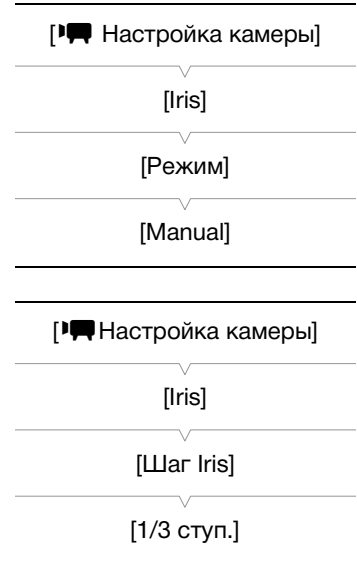 [ Настройка камеры]
[Iris]
[Режим]
[Manual]
[ Настройка камеры]
[Iris]
[Шаг Iris]
[1/3 ступ.]